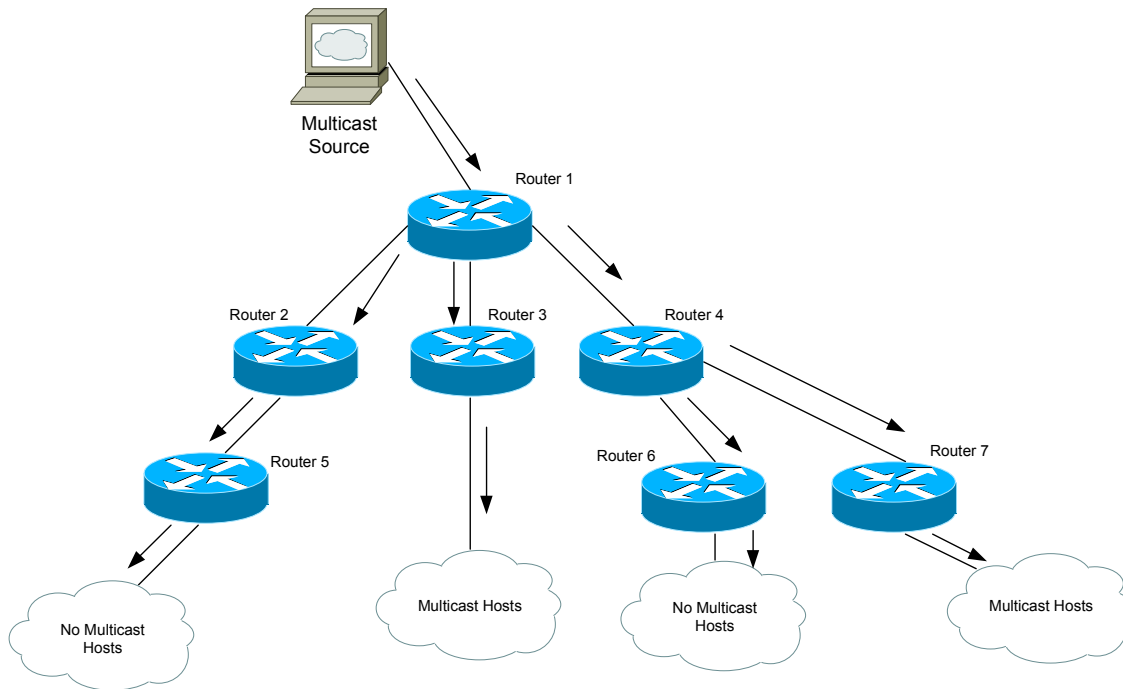 Multicast
Source
Router 1
Router 2
Router 3
Router 4
Router 5
Router 6
Router 7
No Multicast
Hosts
Multicast Hosts
No Multicast
Hosts
Multicast Hosts